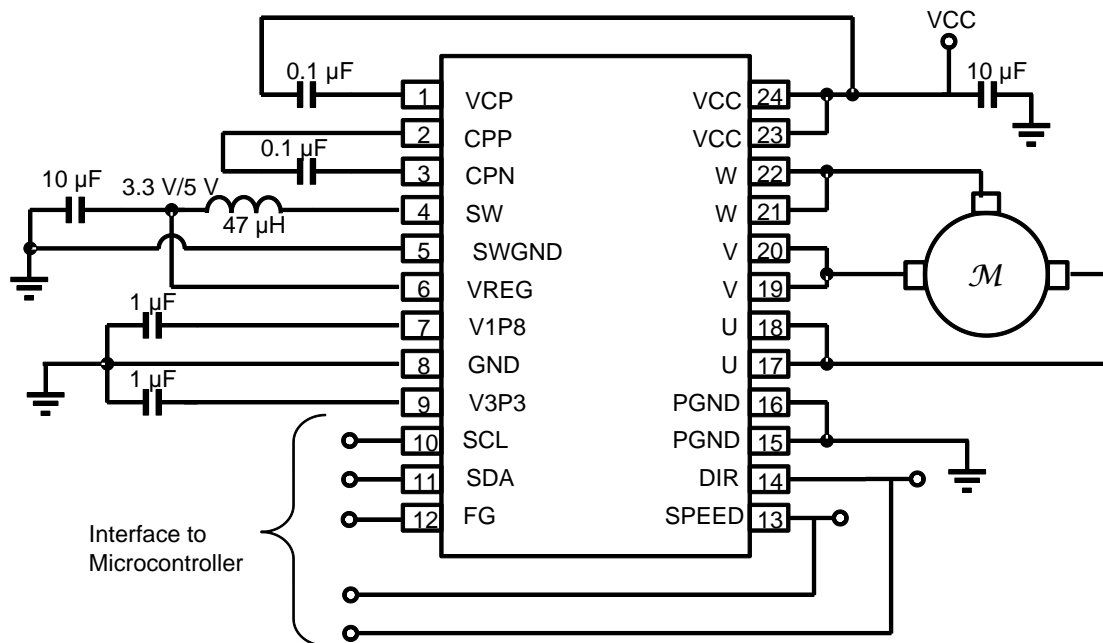 VCC
0.1 µF
10 µF
1 VCP VCC 24
2 CPP VCC 23
0.1 µF
3 CPN W 22
10 µF
3.3 V/5 V
4 SW W 21
47 µH
5 SWGND V 20
M
6 VREG V 19
1 µF
7 V1P8 U 18
8 GND U 17
1 µF
9 V3P3 PGND 16
10 SCL PGND 15
11 SDA DIR 14
12 FG SPEED 13
Interface to
Microcontroller